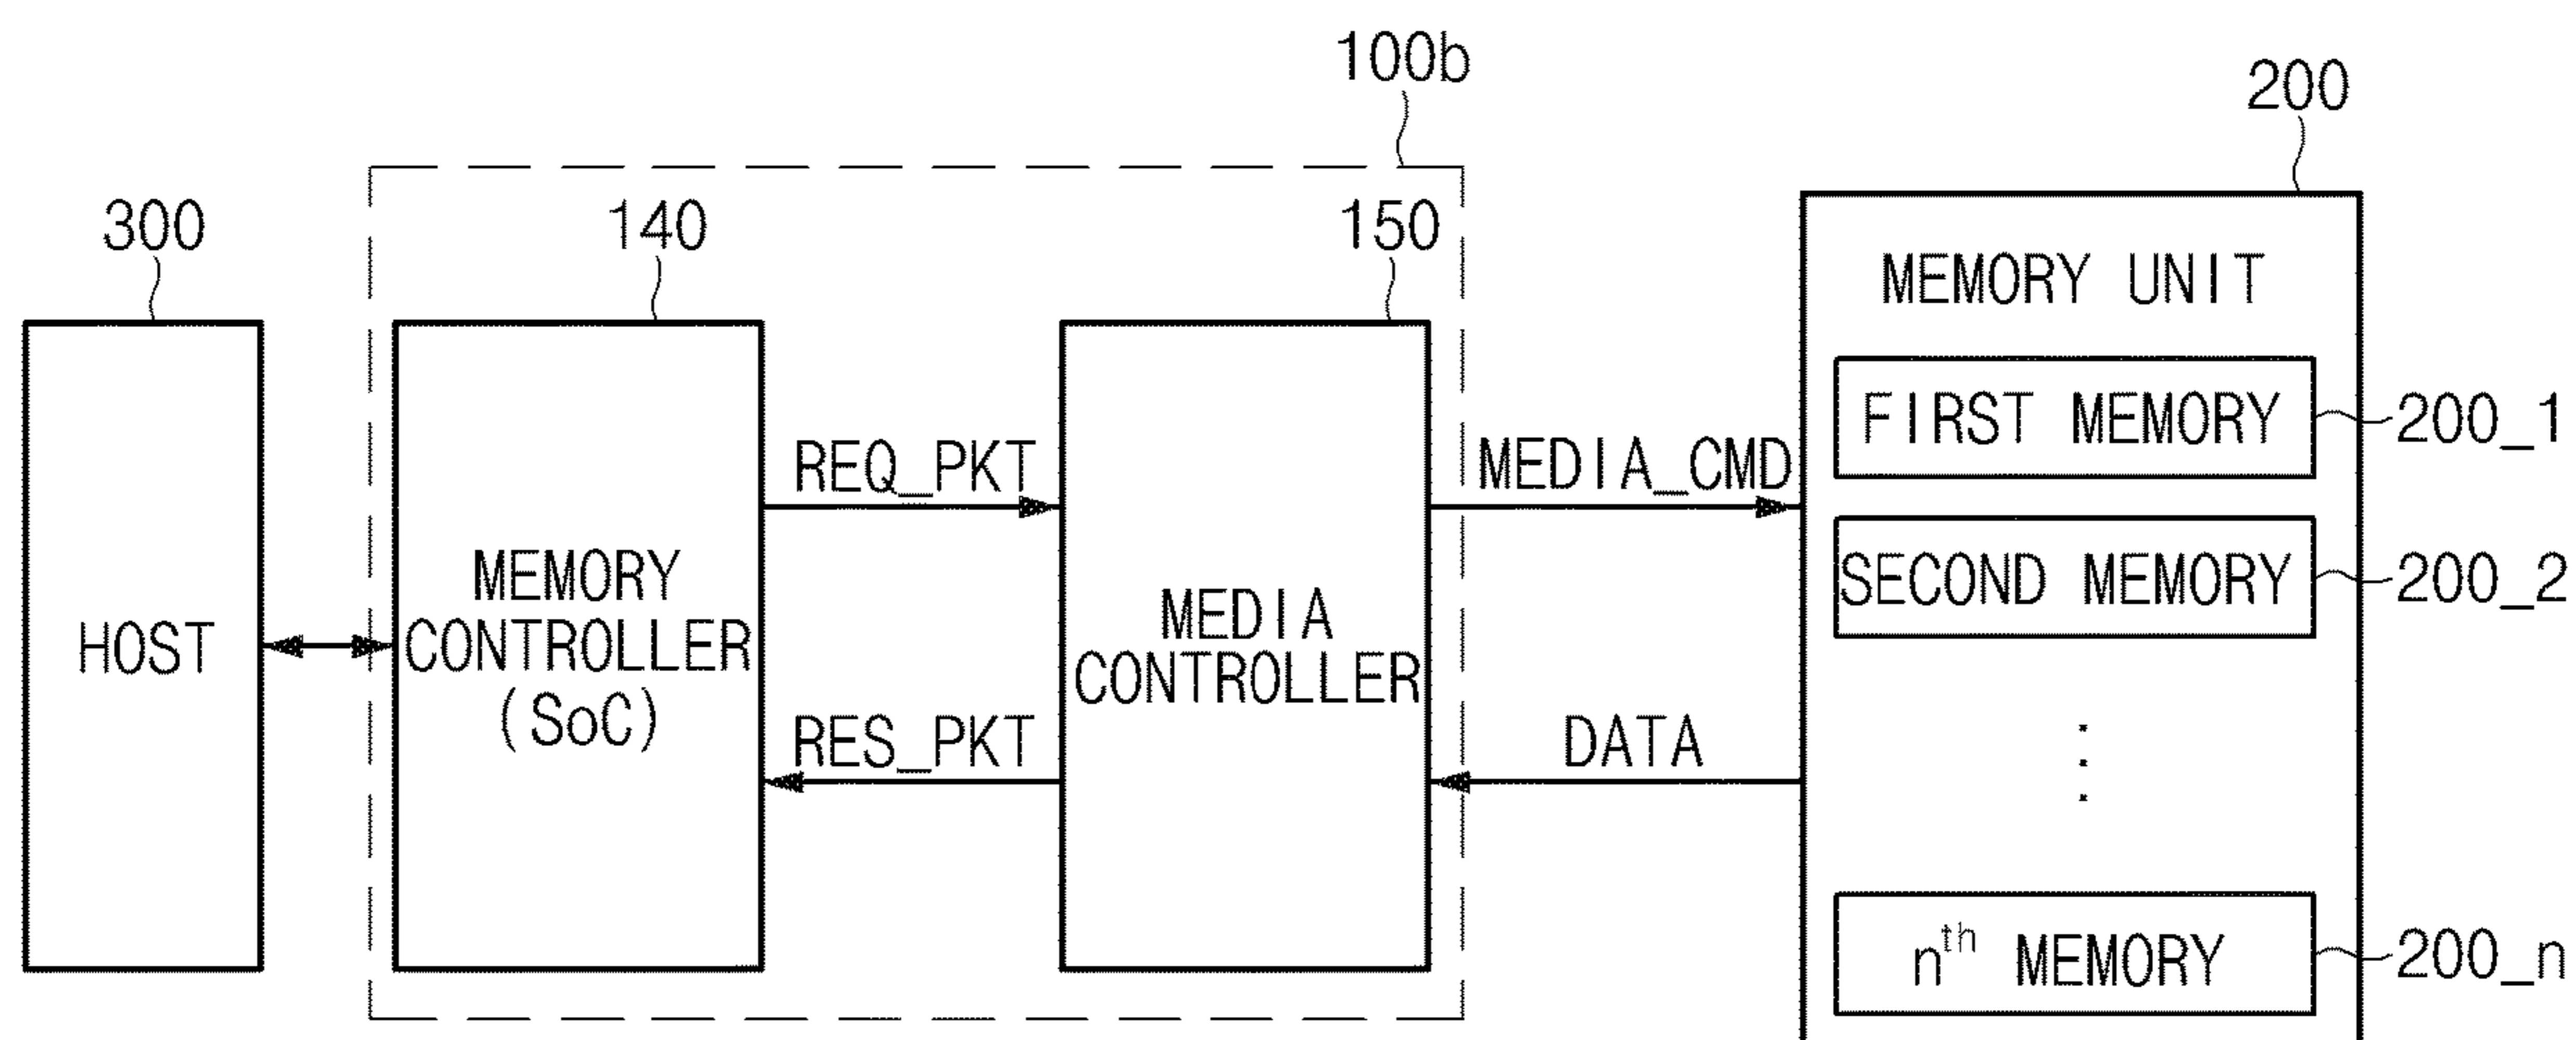 100b
200
300
140
150
MEMORY UNIT
FIRST MEMORY
200_1
REQ_PKT
MEDIA_CMD
SECOND MEMORY
200_2
HOST
MEMORY
CONTROLLER
(SoC)
MEDIA
CONTROLLER
RES_PKT
DATA
nth MEMORY
200_n